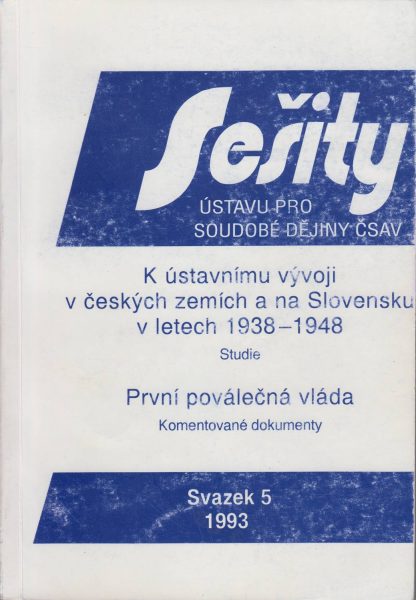 Sešity
ÚSTAVU PRO
SOUDOBÉ DĚJINY ČSAV
K ústavnímu vývoji
v českých zemích a na Slovensku
v letech 1938–1948
Studie
První poválečná vláda
Komentované dokumenty
Svazek 5
1993